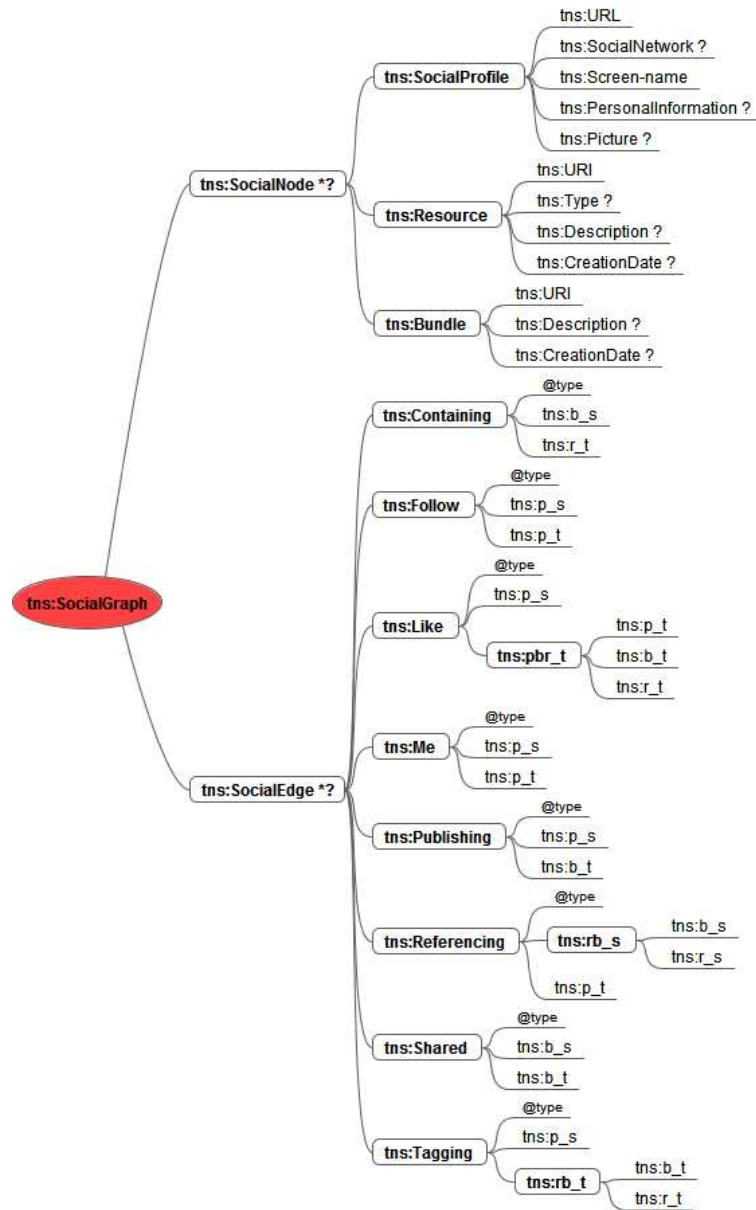 tns:SocialGraph
tns:SocialNode *?
tns:SocialProfile
tns:URL
tns:SocialNetwork ?
tns:Screen-name
tns:PersonalInformation ?
tns:Picture ?
tns:Resource
tns:URI
tns:Type ?
tns:Description ?
tns:CreationDate ?
tns:Bundle
tns:URI
tns:Description ?
tns:CreationDate ?
tns:SocialEdge *?
tns:Containing
@type
tns:b_s
tns:r_t
tns:Follow
@type
tns:p_s
tns:p_t
tns:Like
@type
tns:p_s
tns:pbr_t
tns:p_t
tns:b_t
tns:r_t
tns:Me
@type
tns:p_s
tns:p_t
tns:Publishing
@type
tns:p_s
tns:b_t
tns:Referencing
@type
tns:rb_s
tns:b_s
tns:r_s
tns:p_t
tns:Shared
@type
tns:b_s
tns:b_t
tns:Tagging
@type
tns:p_s
tns:rb_t
tns:b_t
tns:r_t